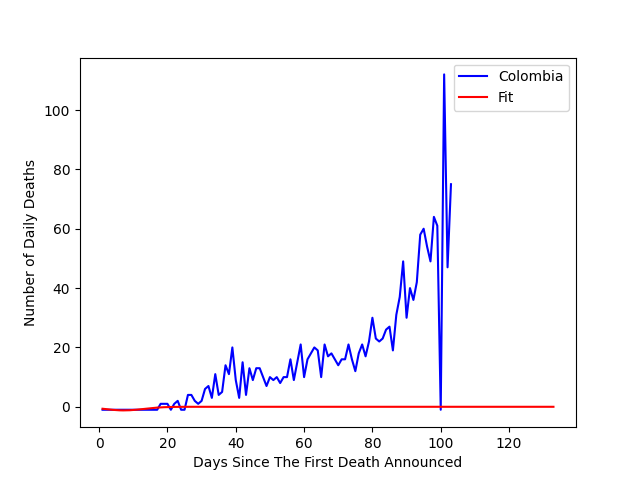 Colombia
Fit
100
80
60
40
20
0
Number of Daily Deaths
0 20 40 60 80 100 120
Days Since The First Death Announced